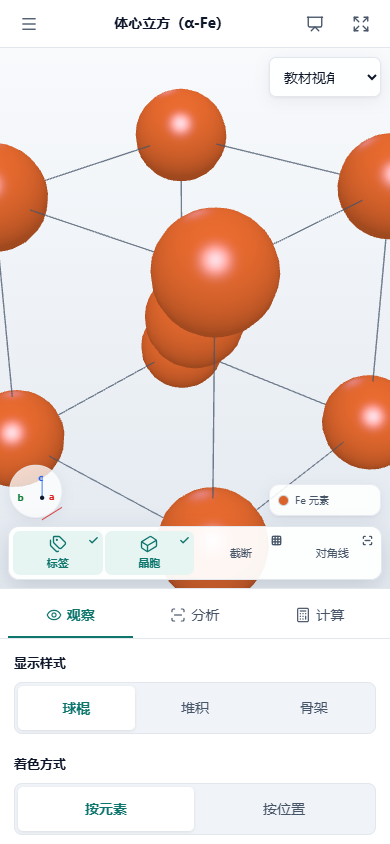 体心立方（α-Fe）
教材视角
c
b
a
Fe 元素
标签
晶胞
截断
对角线
观察
分析
计算
显示样式
球棍
堆积
骨架
着色方式
按元素
按位置